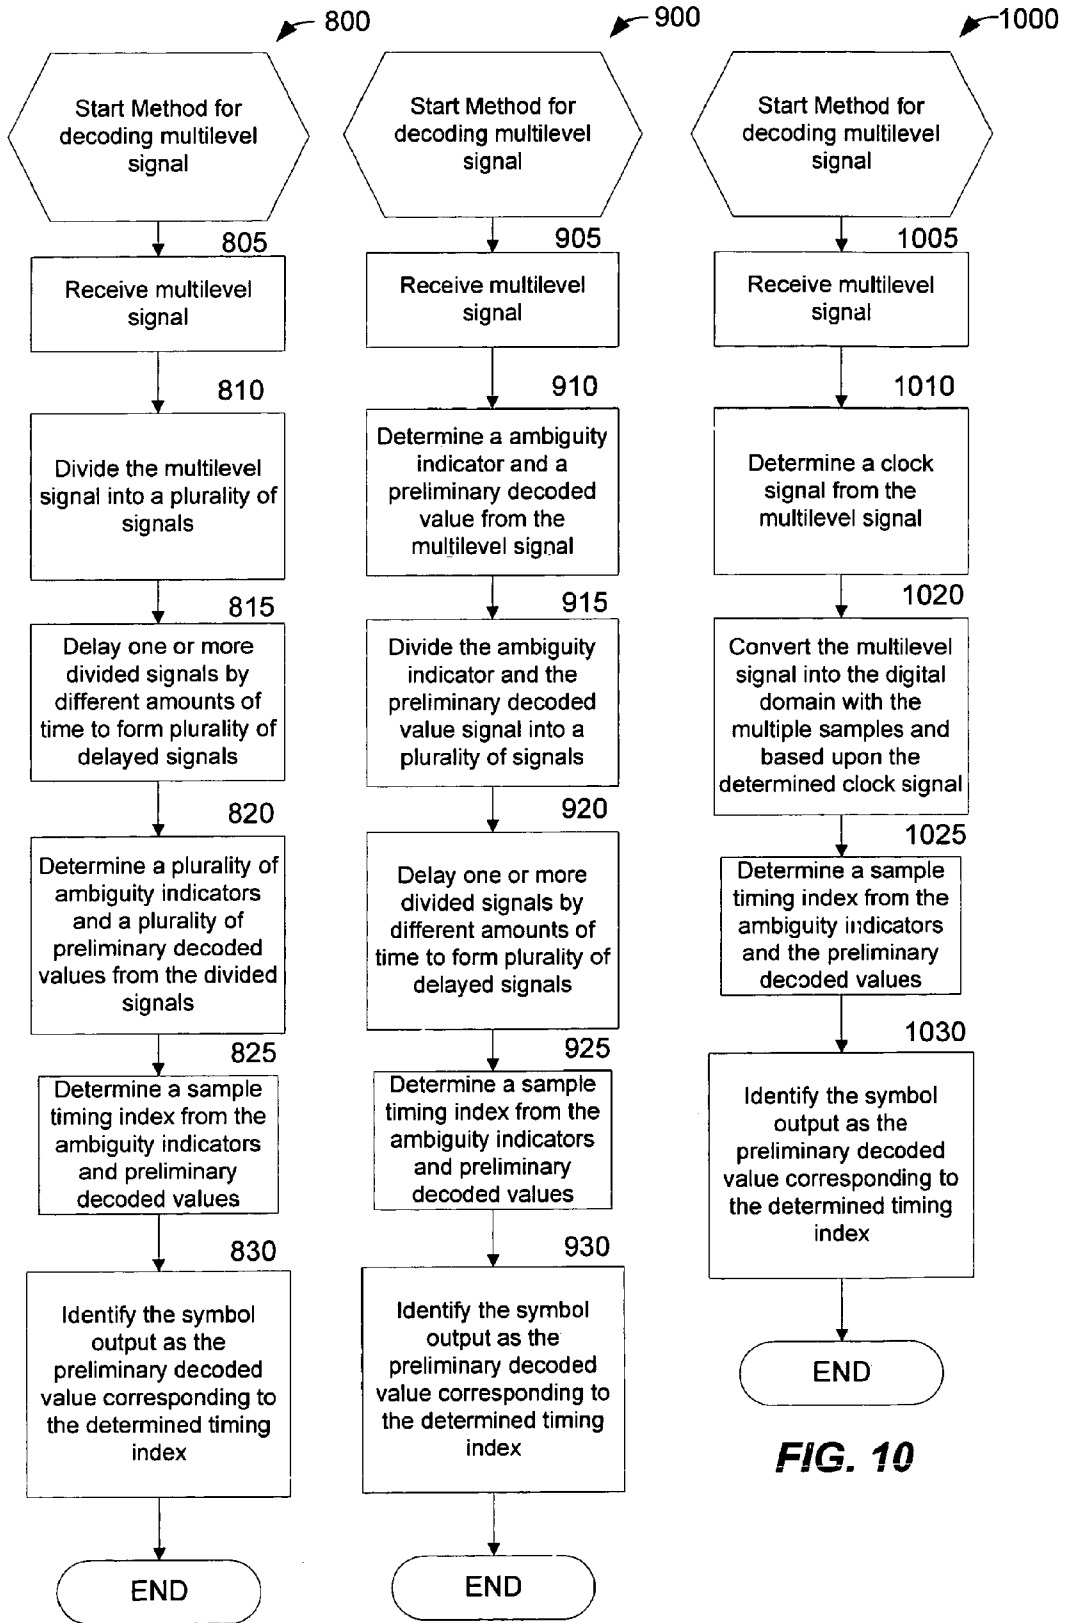 800
Start Method for
decoding multilevel
signal
805
Receive multilevel
signal
810
Divide the multilevel
signal into a plurality of
signals
815
Delay one or more
divided signals by
different amounts of
time to form plurality of
delayed signals
820
Determine a plurality of
ambiguity indicators
and a plurality of
preliminary decoded
values from the divided
signals
825
Determine a sample
timing index from the
ambiguity indicators
and preliminary
decoded values
830
Identify the symbol
output as the
preliminary decoded
value corresponding to
the determined timing
index
END
900
Start Method for
decoding multilevel
signal
905
Receive multilevel
signal
910
Determine a ambiguity
indicator and a
preliminary decoded
value from the
multilevel signal
915
Divide the ambiguity
indicator and the
preliminary decoded
value signal into a
plurality of signals
920
Delay one or more
divided signals by
different amounts of
time to form plurality of
delayed signals
925
Determine a sample
timing index from the
ambiguity indicators
and preliminary
decoded values
930
Identify the symbol
output as the
preliminary decoded
value corresponding to
the determined timing
index
END
1000
Start Method for
decoding multilevel
signal
1005
Receive multilevel
signal
1010
Determine a clock
signal from the
multilevel signal
1020
Convert the multilevel
signal into the digital
domain with the
multiple samples and
based upon the
determined clock signal
1025
Determine a sample
timing index from the
ambiguity indicators
and the preliminary
decoded values
1030
Identify the symbol
output as the
preliminary decoded
value corresponding to
the determined timing
index
END
FIG. 10